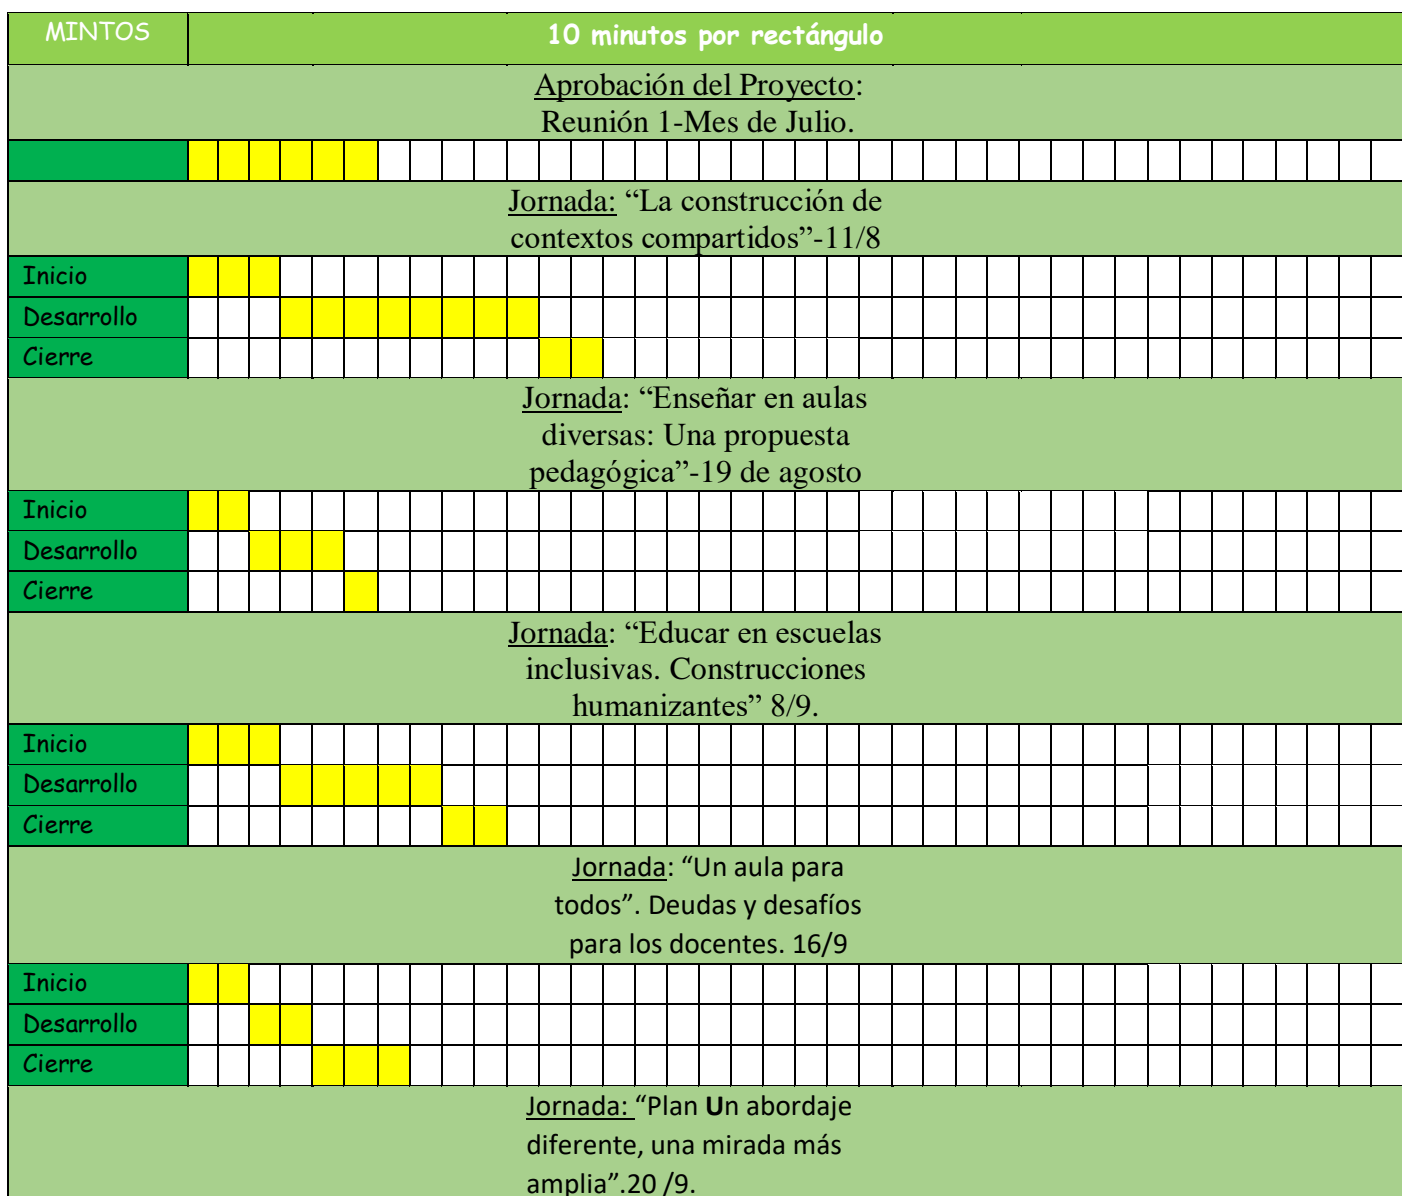 MINTOS
10 minutos por rectángulo
Aprobación del Proyecto:
Reunión 1-Mes de Julio.
Jornada: “La construcción de
contextos compartidos”-11/8
Inicio
Desarrollo
Cierre
Jornada: “Enseñar en aulas
diversas: Una propuesta
pedagógica”-19 de agosto
Inicio
Desarrollo
Cierre
Jornada: “Educar en escuelas
inclusivas. Construcciones
humanizantes” 8/9.
Inicio
Desarrollo
Cierre
Jornada: “Un aula para
todos”. Deudas y desafíos
para los docentes. 16/9
Inicio
Desarrollo
Cierre
Jornada: “Plan Un abordaje
diferente, una mirada más
amplia”.20 /9.